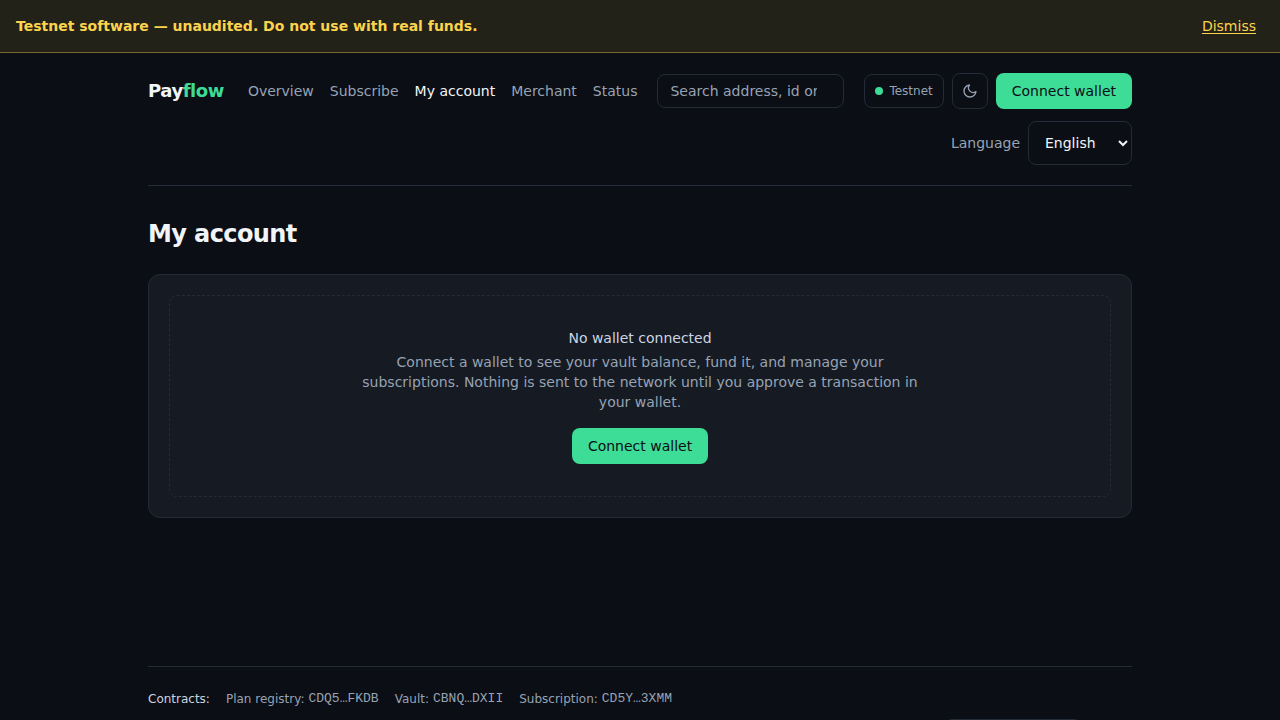 Testnet software — unaudited. Do not use with real funds.
Dismiss
Payflow
Overview
Subscribe
My account
Merchant
Status
Search address, id or
Testnet
Connect wallet
Language
English
My account
No wallet connected
Connect a wallet to see your vault balance, fund it, and manage your
subscriptions. Nothing is sent to the network until you approve a transaction in
your wallet.
Connect wallet
Contracts: Plan registry: CDQ5…FKDB Vault: CBNQ…DXII Subscription: CD5Y…3XMM